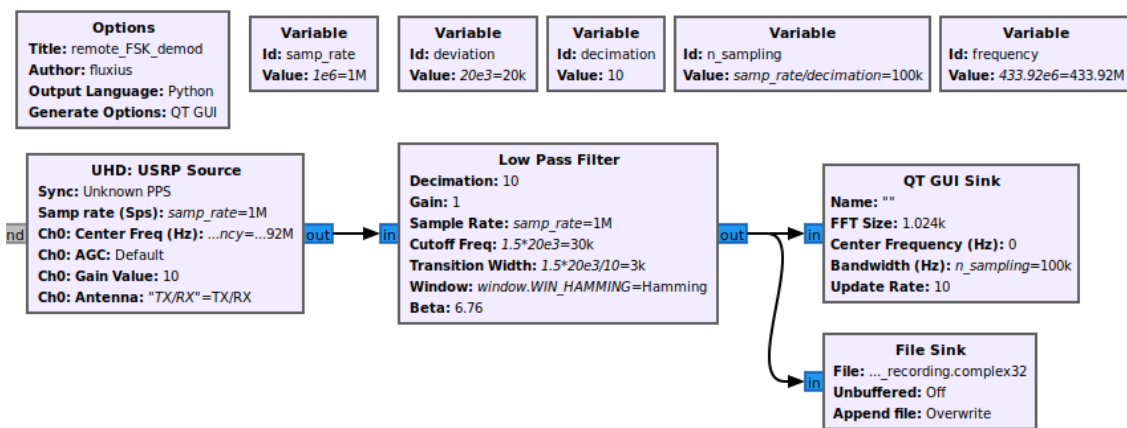 Options
Title: remote_FSK_demod
Author: fluxius
Output Language: Python
Generate Options: QT GUI
Variable
Id: samp_rate
Value: 1e6=1M
Variable
Id: deviation
Value: 20e3=20k
Variable
Id: decimation
Value: 10
Variable
Id: n_sampling
Value: samp_rate/decimation=100k
Variable
Id: frequency
Value: 433.92e6=433.92M
UHD: USRP Source
Sync: Unknown PPS
Samp rate (Sps): samp_rate=1M
Ch0: Center Freq (Hz): ...ncy=...92M
Ch0: AGC: Default
Ch0: Gain Value: 10
Ch0: Antenna: "TX/RX"=TX/RX
nd
out
Low Pass Filter
Decimation: 10
Gain: 1
Sample Rate: samp_rate=1M
Cutoff Freq: 1.5*20e3=30k
Transition Width: 1.5*20e3/10=3k
Window: window.WIN_HAMMING=Hamming
Beta: 6.76
in
out
QT GUI Sink
Name: ""
FFT Size: 1.024k
Center Frequency (Hz): 0
Bandwidth (Hz): n_sampling=100k
Update Rate: 10
in
File Sink
File: ..._recording.complex32
Unbuffered: Off
Append file: Overwrite
in